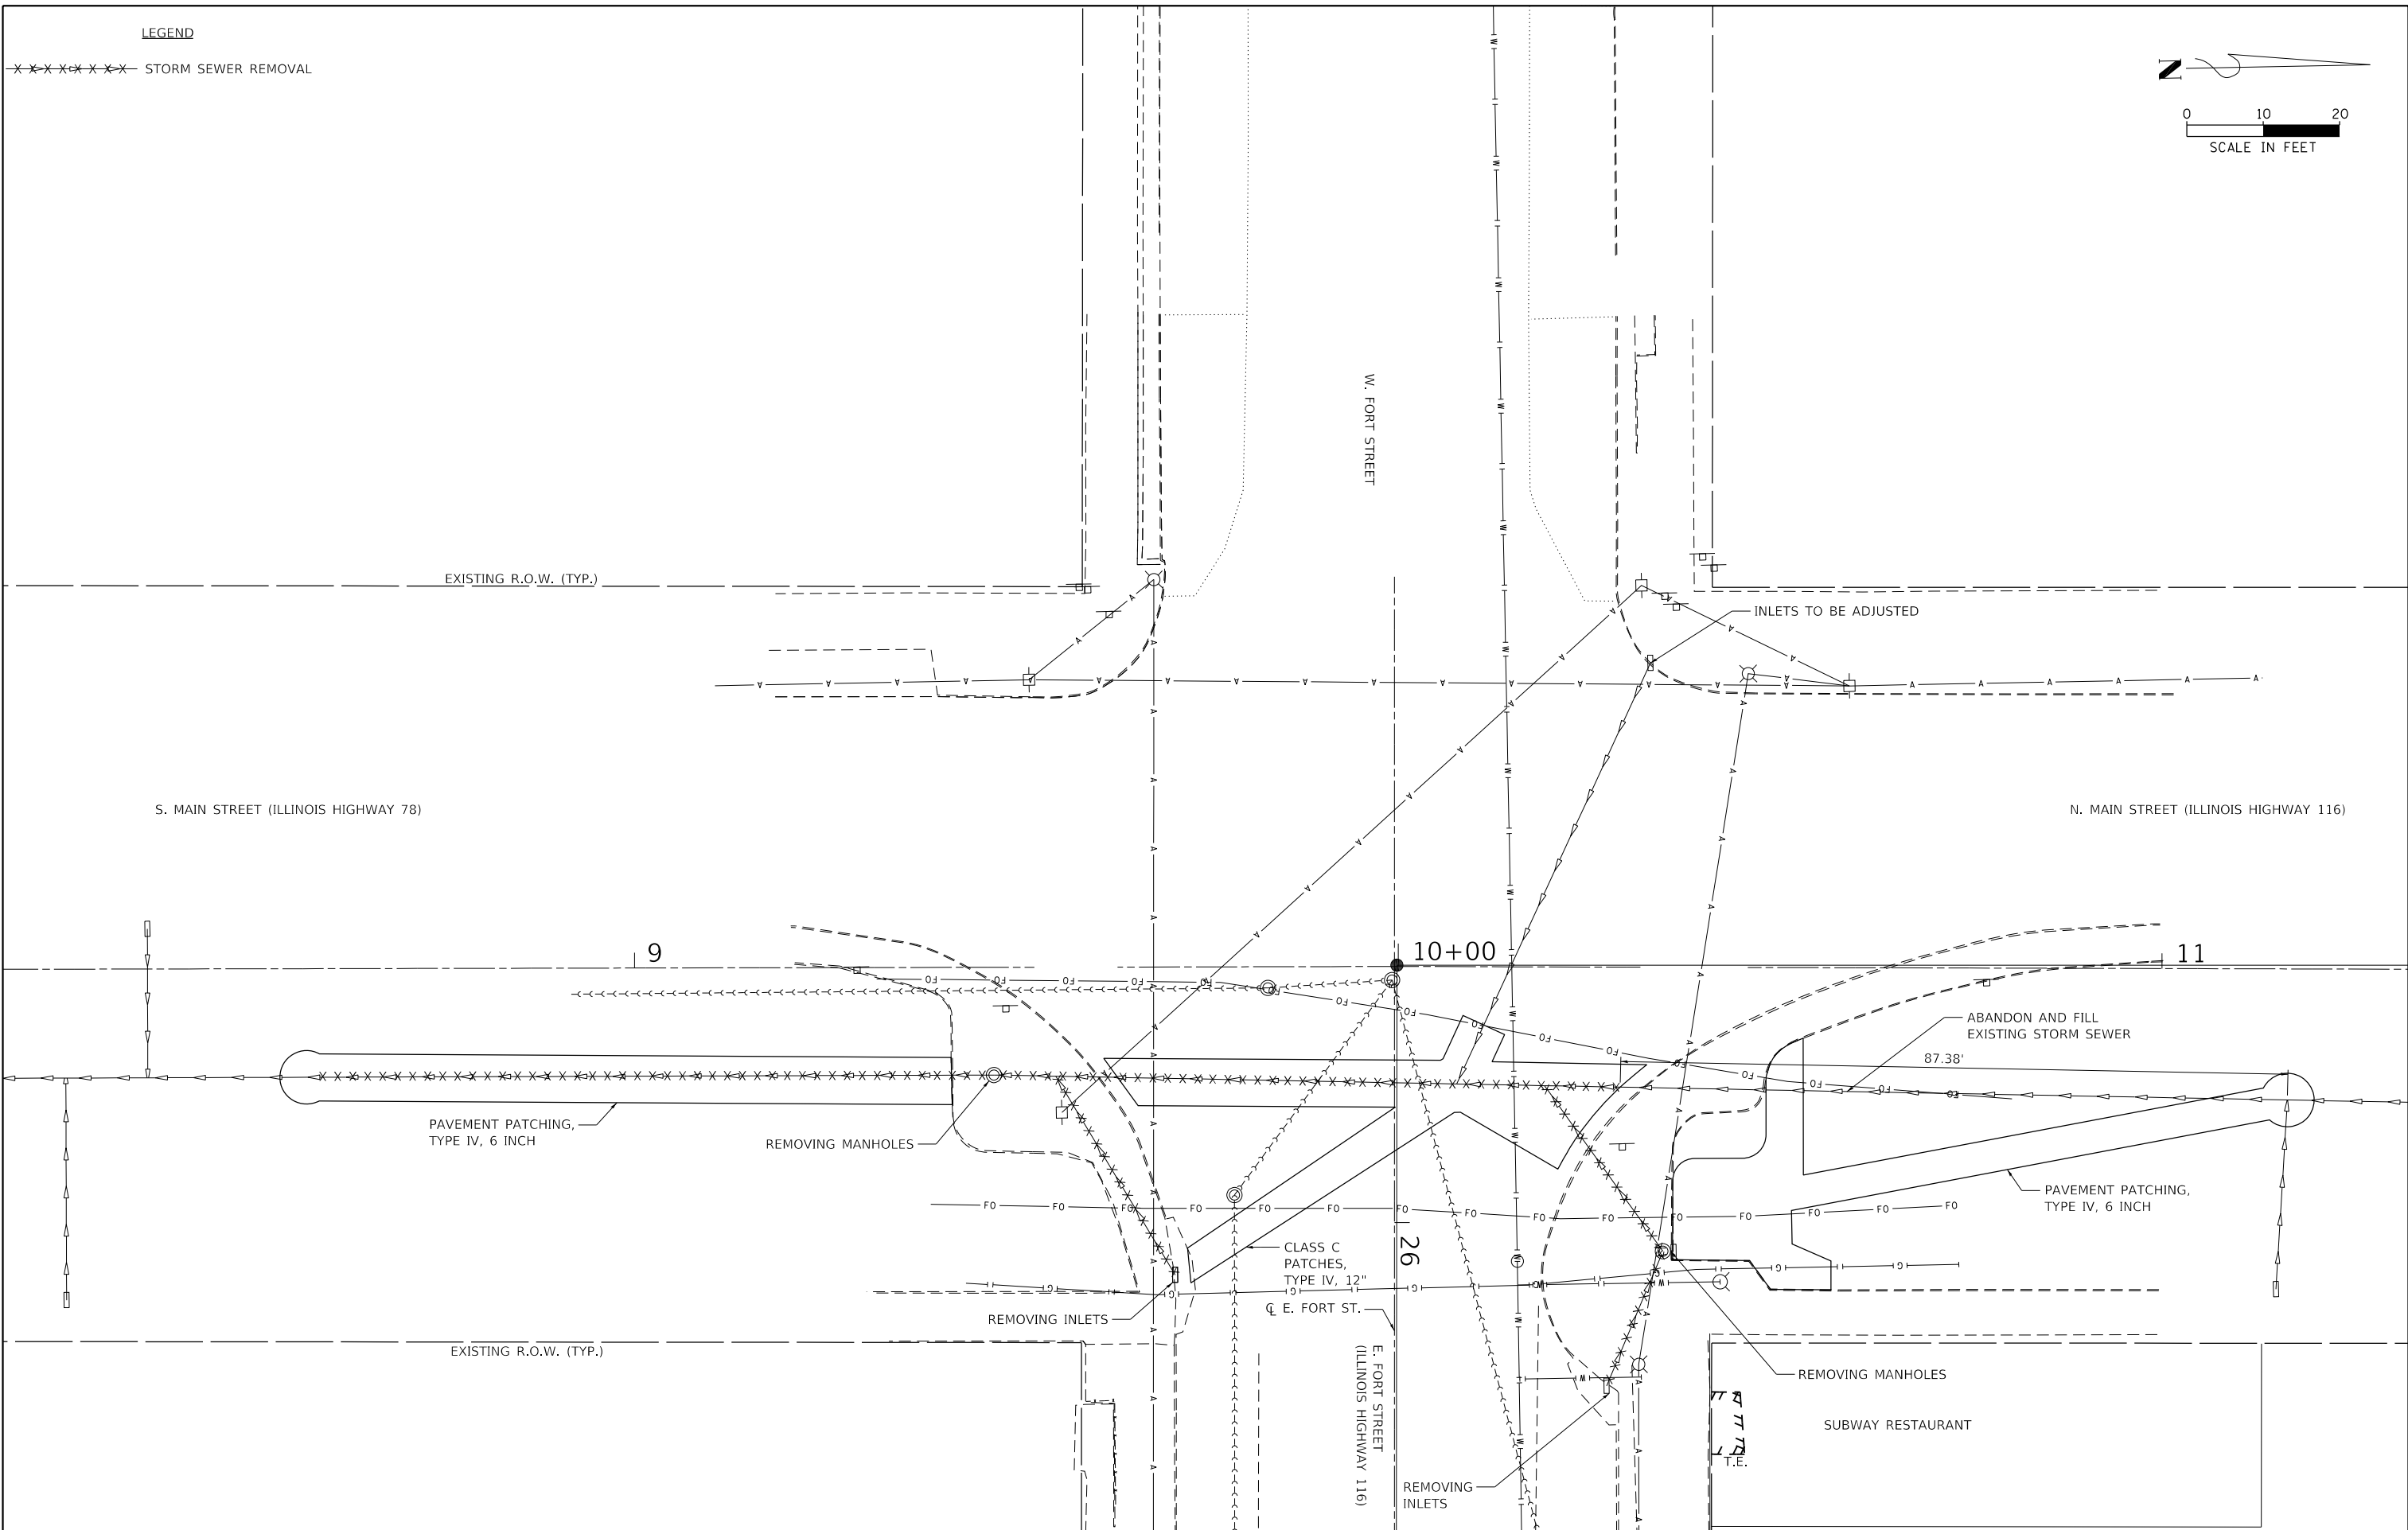 LEGEND
STORM SEWER REMOVAL
N
0 10 20
SCALE IN FEET
W. FORT STREET
EXISTING R.O.W. (TYP.)
INLETS TO BE ADJUSTED
S. MAIN STREET (ILLINOIS HIGHWAY 78)
N. MAIN STREET (ILLINOIS HIGHWAY 116)
9
10+00
11
ABANDON AND FILL
EXISTING STORM SEWER
87.38'
PAVEMENT PATCHING,
TYPE IV, 6 INCH
REMOVING MANHOLES
PAVEMENT PATCHING,
TYPE IV, 6 INCH
26
CLASS C
PATCHES,
TYPE IV, 12"
REMOVING INLETS
℄ E. FORT ST.
EXISTING R.O.W. (TYP.)
E. FORT STREET
(ILLINOIS HIGHWAY 116)
REMOVING MANHOLES
SUBWAY RESTAURANT
T.E.
REMOVING
INLETS